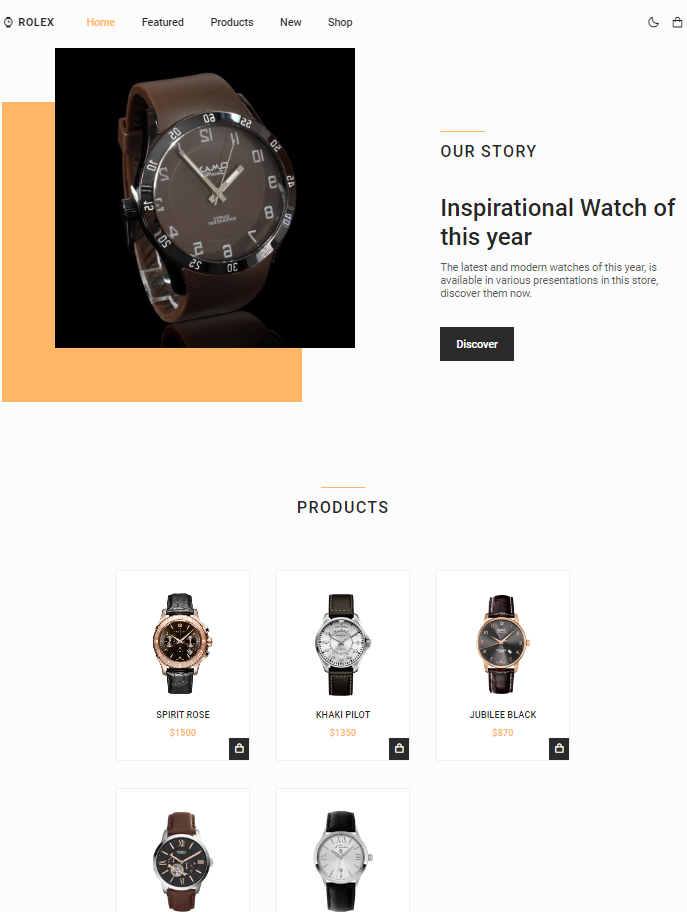 ROLEX
Home
Featured
Products
New
Shop
OUR STORY
Inspirational Watch of
this year
The latest and modern watches of this year, is
available in various presentations in this store,
discover them now.
Discover
PRODUCTS
SPIRIT ROSE
$1500
KHAKI PILOT
$1350
JUBILEE BLACK
$870